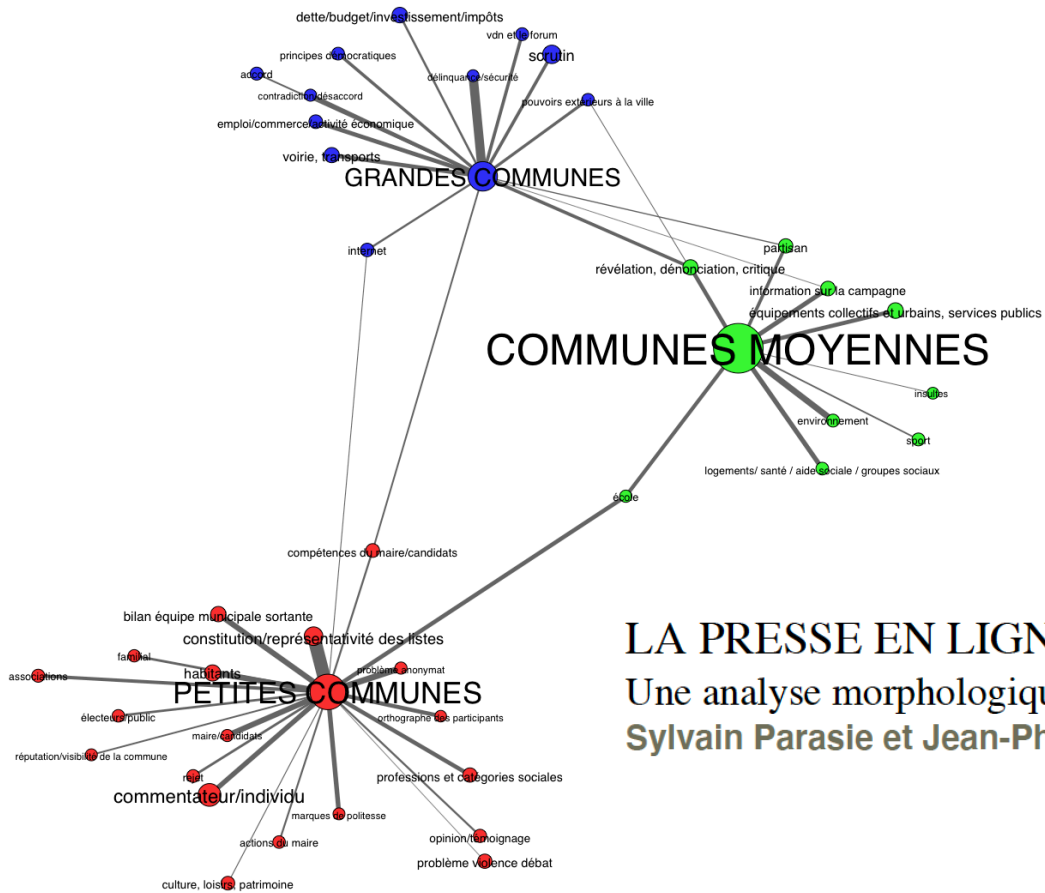 dette/budget/investissement/impôts
vdn et le forum
scrutin
principes démocratiques
accord
délinquance/sécurité
contradiction/désaccord
pouvoirs extérieurs à la ville
emploi/commerce/activité économique
voirie, transports
GRANDES COMMUNES
internet
partisan
révélation, dénonciation, critique
information sur la campagne
équipements collectifs et urbains, services publics
COMMUNES MOYENNES
insultes
environnement
sport
logements/ santé / aide sociale / groupes sociaux
école
compétences du maire/candidats
bilan équipe municipale sortante
constitution/représentativité des listes
familial
problème anonymat
associations
habitants
PETITES COMMUNES
électeurs/public
orthographe des participants
maire/candidats
réputation/visibilité de la commune
rejet
professions et catégories sociales
commentateur/individu
marques de politesse
actions du maire
opinion/témoignage
problème violence débat
culture, loisirs, patrimoine
LA PRESSE EN LIGN
Une analyse morphologiqu
Sylvain Parasie et Jean-Ph